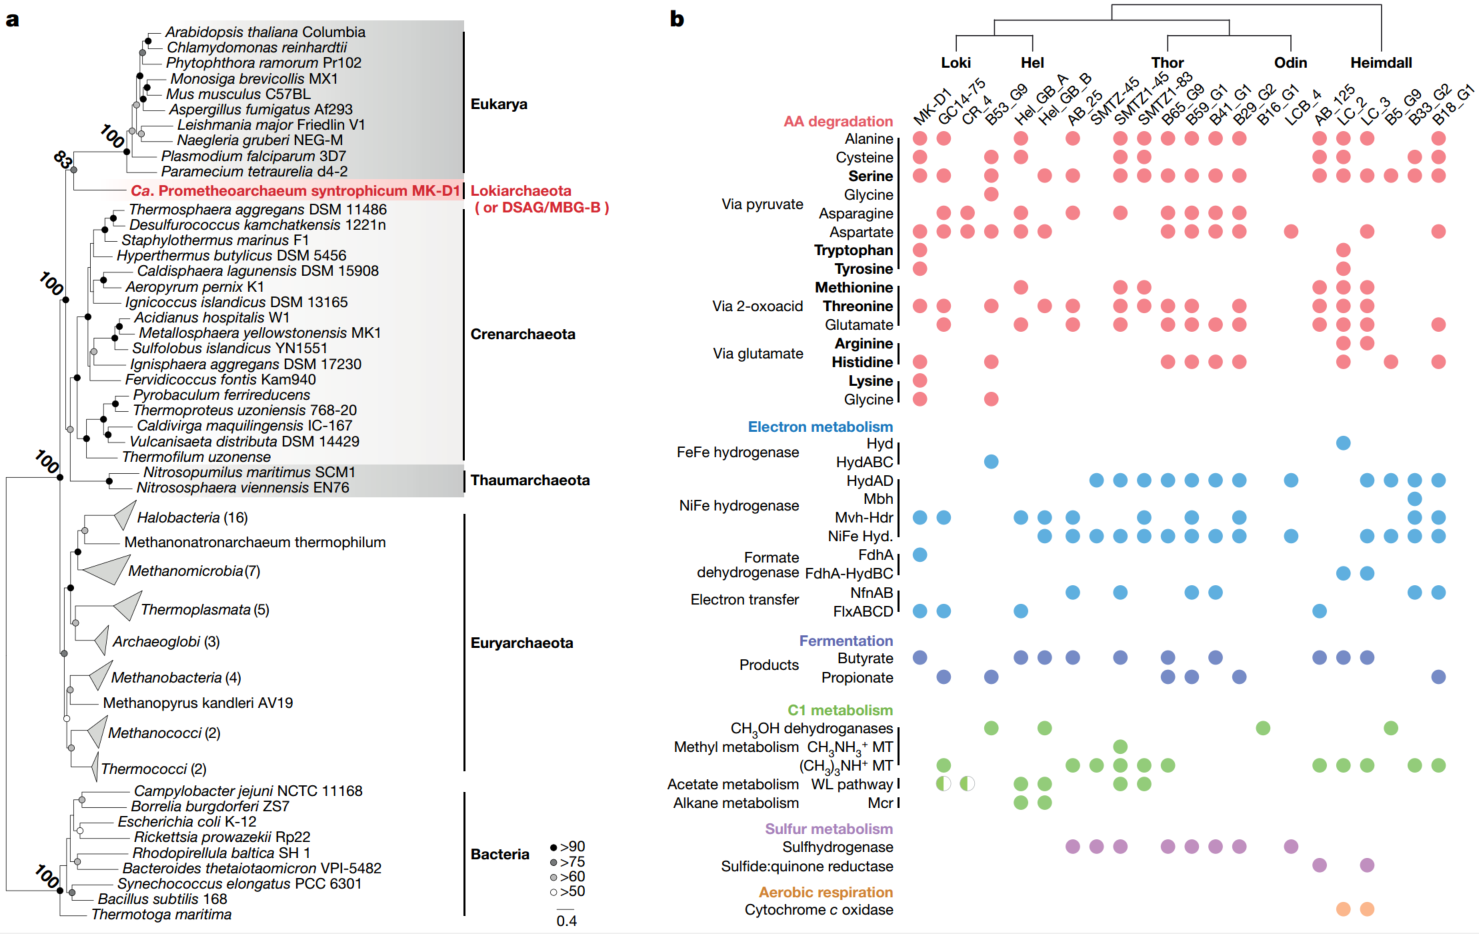 a
Arabidopsis thaliana Columbia
Chlamydomonas reinhardtii
Phytophthora ramorum Pr102
Monosiga brevicollis MX1
Mus musculus C57BL
Aspergillus fumigatus Af293
Leishmania major Friedlin V1
Naegleria gruberi NEG-M
Plasmodium falciparum 3D7
Paramecium tetraurelia d4-2
Eukarya
100
83
Ca. Prometheoarchaeum syntrophicum MK-D1
Lokiarchaeota
( or DSAG/MBG-B )
Thermosphaera aggregans DSM 11486
Desulfurococcus kamchatkensis 1221n
Staphylothermus marinus F1
Hyperthermus butylicus DSM 5456
Caldisphaera lagunensis DSM 15908
Aeropyrum pernix K1
Ignicoccus islandicus DSM 13165
Acidianus hospitalis W1
Metallosphaera yellowstonensis MK1
Sulfolobus islandicus YN1551
Ignisphaera aggregans DSM 17230
Fervidicoccus fontis Kam940
Pyrobaculum ferrireducens
Thermoproteus uzoniensis 768-20
Caldivirga maquilingensis IC-167
Vulcanisaeta distributa DSM 14429
Thermofilum uzonense
Crenarchaeota
100
Nitrosopumilus maritimus SCM1
Nitrososphaera viennensis EN76
Thaumarchaeota
100
Halobacteria (16)
Methanonatronarchaeum thermophilum
Methanomicrobia(7)
Thermoplasmata (5)
Archaeoglobi (3)
Methanobacteria (4)
Methanopyrus kandleri AV19
Methanococci (2)
Thermococci (2)
Euryarchaeota
Campylobacter jejuni NCTC 11168
Borrelia burgdorferi ZS7
Escherichia coli K-12
Rickettsia prowazekii Rp22
Rhodopirellula baltica SH 1
Bacteroides thetaiotaomicron VPI-5482
Synechococcus elongatus PCC 6301
Bacillus subtilis 168
Thermotoga maritima
Bacteria
100
>90
>75
>60
>50
0.4
b
Loki Hel Thor Odin Heimdall
MK-D1 GC14-75 CR_4 B53_G9 Hel_GB_A Hel_GB_B AB_25 SMTZ-45 SMTZ1-45 SMTZ1-83 B65_G9 B59_G1 B41_G1 B29_G2 B16_G1 LCB_4 AB_125 LC_2 LC_3 B5_G9 B33_G2 B18_G1
AA degradation
Alanine
Cysteine
Serine
Glycine
Via pyruvate
Asparagine
Aspartate
Tryptophan
Tyrosine
Methionine
Via 2-oxoacid Threonine
Glutamate
Arginine
Via glutamate
Histidine
Lysine
Glycine
Electron metabolism
Hyd
FeFe hydrogenase
HydABC
HydAD
Mbh
NiFe hydrogenase
Mvh-Hdr
NiFe Hyd.
Formate FdhA
dehydrogenase FdhA-HydBC
NfnAB
Electron transfer
FlxABCD
Fermentation
Butyrate
Products
Propionate
C1 metabolism
CH3OH dehydroganases
Methyl metabolism CH3NH3+ MT
(CH3)3NH+ MT
Acetate metabolism WL pathway
Alkane metabolism Mcr
Sulfur metabolism
Sulfhydrogenase
Sulfide:quinone reductase
Aerobic respiration
Cytochrome c oxidase